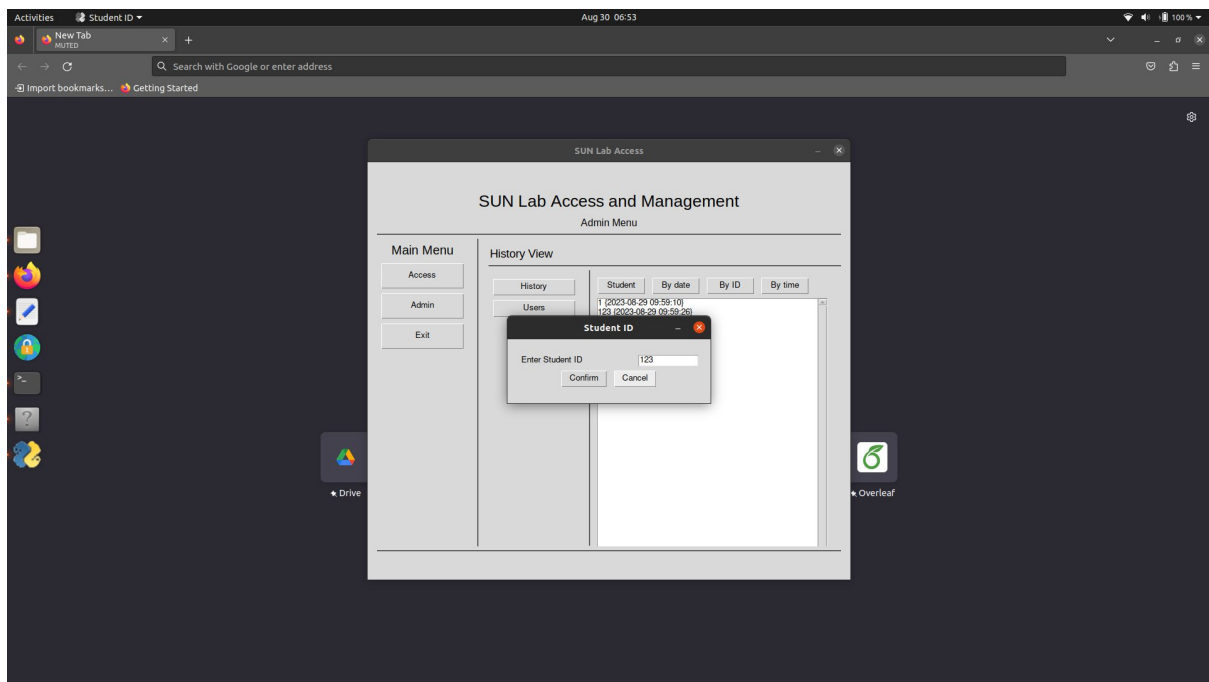 Activities Student ID Aug 30 06:53 100 %
New Tab
MUTED
Search with Google or enter address
Import bookmarks... Getting Started
SUN Lab Access
SUN Lab Access and Management
Admin Menu
Main Menu
History View
Access
Admin
Exit
History
Users
Student By date By ID By time
1 {2023-08-29 09:59:10}
123 {2023-08-29 09:59:26}
Student ID
Enter Student ID 123
Confirm Cancel
Drive
Overleaf